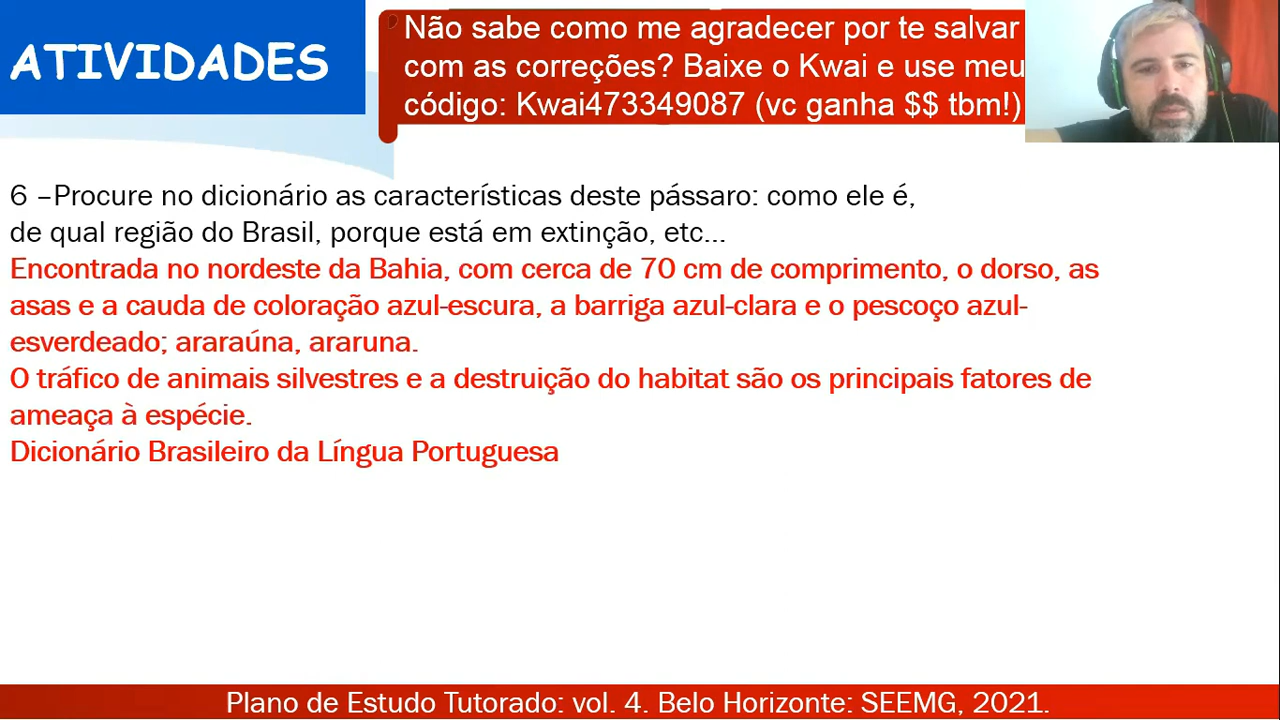 ATIVIDADES
Não sabe como me agradecer por te salvar
com as correções? Baixe o Kwai e use meu
código: Kwai473349087 (vc ganha $$ tbm!)
6 –Procure no dicionário as características deste pássaro: como ele é,
de qual região do Brasil, porque está em extinção, etc...
Encontrada no nordeste da Bahia, com cerca de 70 cm de comprimento, o dorso, as
asas e a cauda de coloração azul-escura, a barriga azul-clara e o pescoço azul-
esverdeado; araraúna, araruna.
O tráfico de animais silvestres e a destruição do habitat são os principais fatores de
ameaça à espécie.
Dicionário Brasileiro da Língua Portuguesa
Plano de Estudo Tutorado: vol. 4. Belo Horizonte: SEEMG, 2021.